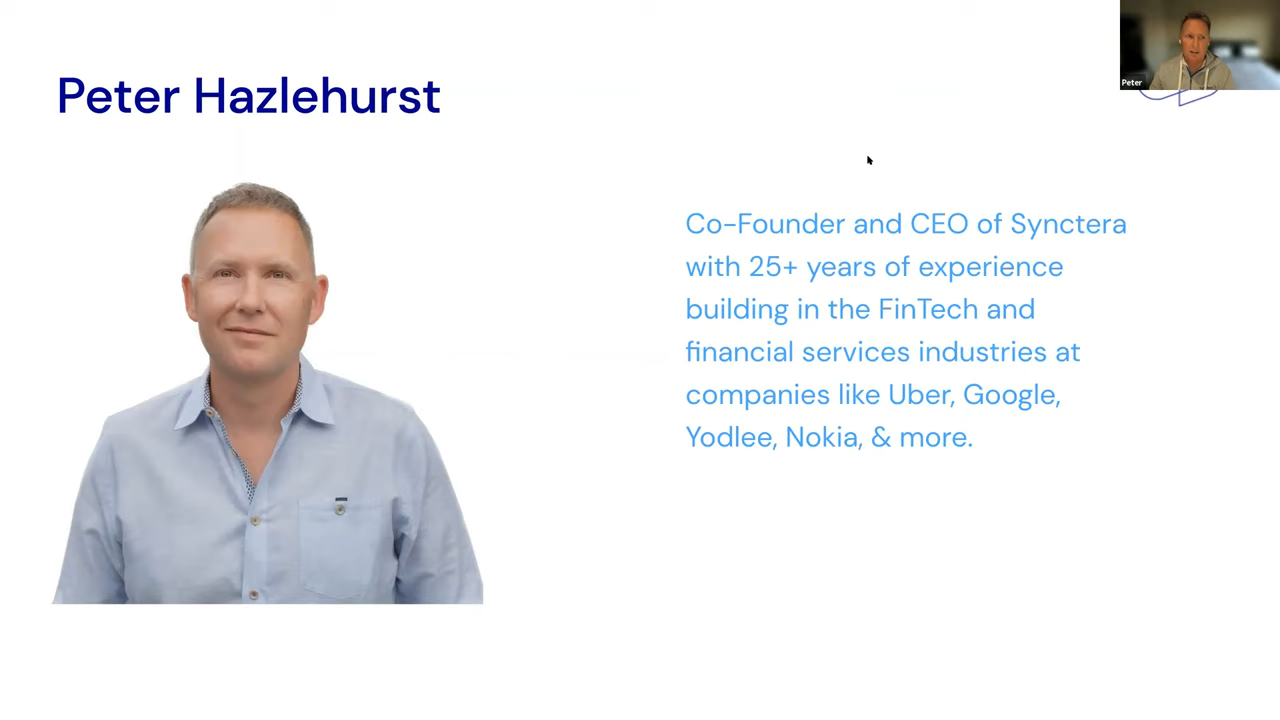 Peter Hazlehurst
Peter
Co-Founder and CEO of Synctera
with 25+ years of experience
building in the FinTech and
financial services industries at
companies like Uber, Google,
Yodlee, Nokia, & more.